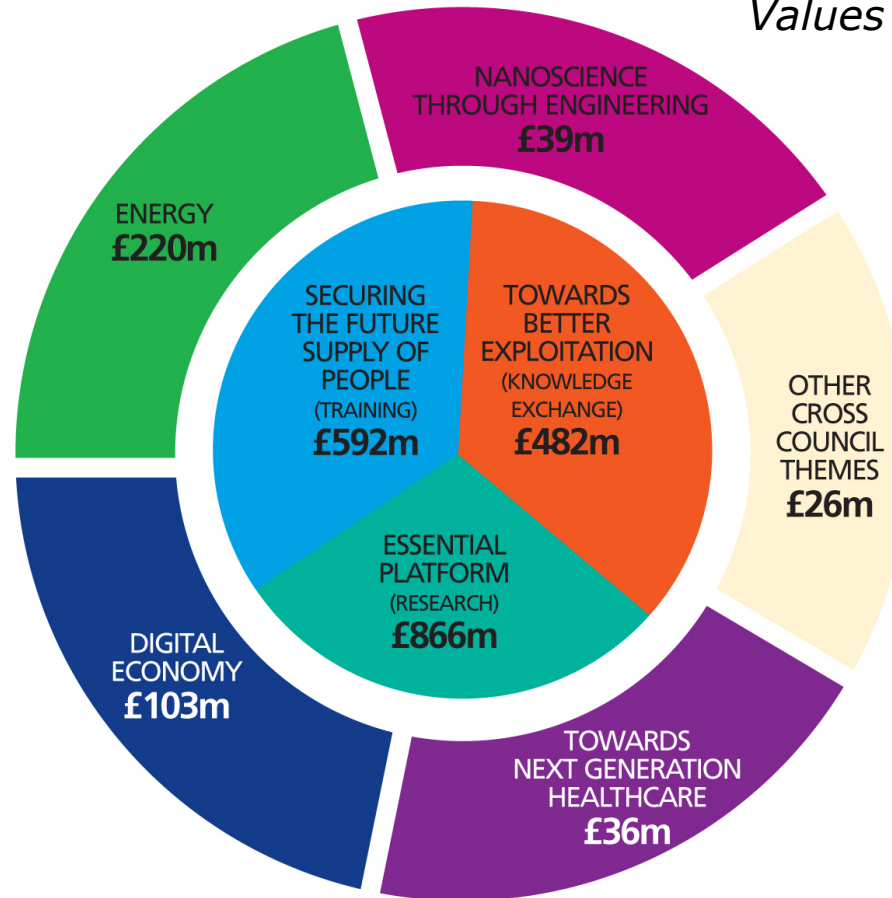 Values
NANOSCIENCE
THROUGH ENGINEERING
£39m
ENERGY
£220m
SECURING
THE FUTURE
SUPPLY OF
PEOPLE
(TRAINING)
£592m
TOWARDS
BETTER
EXPLOITATION
(KNOWLEDGE
EXCHANGE)
£482m
OTHER
CROSS
COUNCIL
THEMES
£26m
ESSENTIAL
PLATFORM
(RESEARCH)
£866m
DIGITAL
ECONOMY
£103m
TOWARDS
NEXT GENERATION
HEALTHCARE
£36m